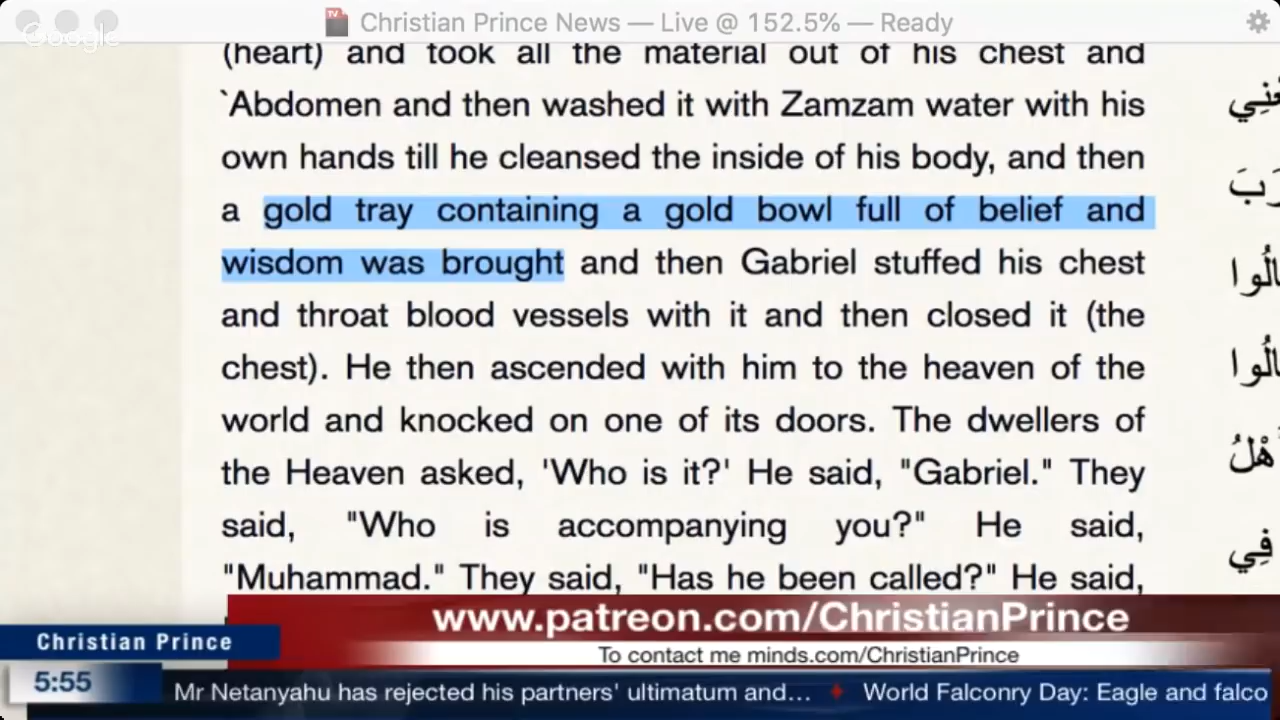 Christian Prince News — Live @ 152.5% — Ready
Google
(heart) and took all the material out of his chest and
`Abdomen and then washed it with Zamzam water with his
own hands till he cleansed the inside of his body, and then
a gold tray containing a gold bowl full of belief and
wisdom was brought and then Gabriel stuffed his chest
and throat blood vessels with it and then closed it (the
chest). He then ascended with him to the heaven of the
world and knocked on one of its doors. The dwellers of
the Heaven asked, 'Who is it?' He said, "Gabriel." They
said, "Who is accompanying you?" He said,
"Muhammad." They said, "Has he been called?" He said,
www.patreon.com/ChristianPrince
Christian Prince
To contact me minds.com/ChristianPrince
5:55
Mr Netanyahu has rejected his partners' ultimatum and... World Falconry Day: Eagle and falco